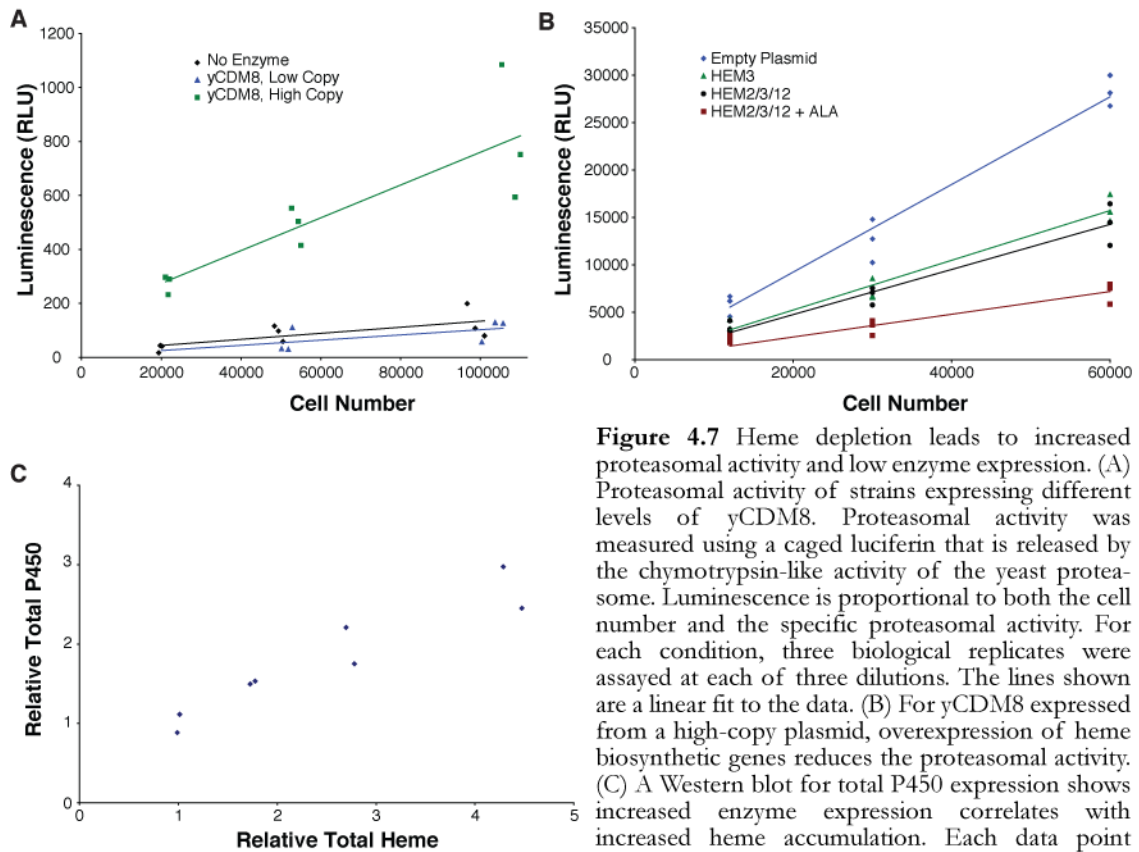 A
1200
1000
800
600
400
200
0
Luminescence (RLU)
No Enzyme
yCDM8, Low Copy
yCDM8, High Copy
0 20000 40000 60000 80000 100000
Cell Number
B
35000
30000
25000
20000
15000
10000
5000
0
Luminescence (RLU)
Empty Plasmid
HEM3
HEM2/3/12
HEM2/3/12 + ALA
0 20000 40000 60000
Cell Number
C
4
3
2
1
0
Relative Total P450
0 1 2 3 4 5
Relative Total Heme
Figure 4.7 Heme depletion leads to increased
proteasomal activity and low enzyme expression. (A)
Proteasomal activity of strains expressing different
levels of yCDM8. Proteasomal activity was
measured using a caged luciferin that is released by
the chymotrypsin-like activity of the yeast protea-
some. Luminescence is proportional to both the cell
number and the specific proteasomal activity. For
each condition, three biological replicates were
assayed at each of three dilutions. The lines shown
are a linear fit to the data. (B) For yCDM8 expressed
from a high-copy plasmid, overexpression of heme
biosynthetic genes reduces the proteasomal activity.
(C) A Western blot for total P450 expression shows
increased enzyme expression correlates with
increased heme accumulation. Each data point